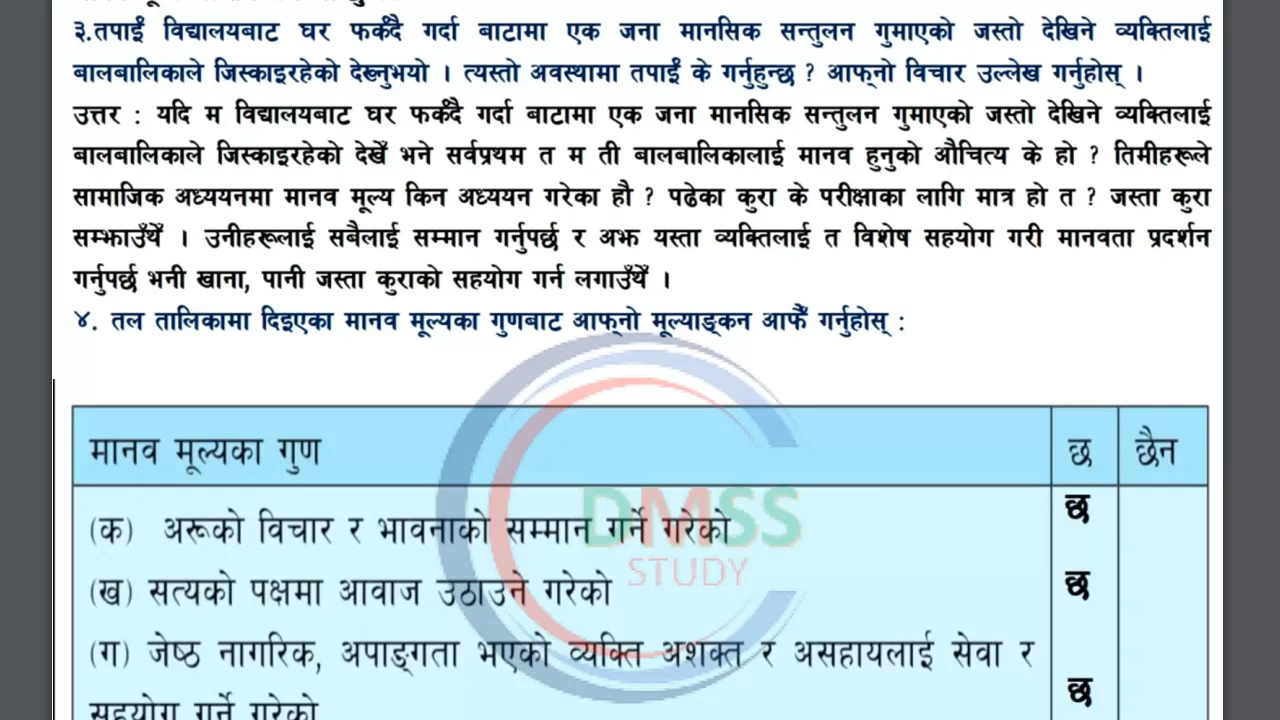 ३.तपाईं विद्यालयबाट घर फर्कंदै गर्दा बाटामा एक जना मानसिक सन्तुलन गुमाएको जस्तो देखिने व्यक्तिलाई
बालबालिकाले जिस्काइरहेको देख्नुभयो । त्यस्तो अवस्थामा तपाईं के गर्नुहुन्छ ? आफ्नो विचार उल्लेख गर्नुहोस् ।
उत्तर : यदि म विद्यालयबाट घर फर्कंदै गर्दा बाटामा एक जना मानसिक सन्तुलन गुमाएको जस्तो देखिने व्यक्तिलाई
बालबालिकाले जिस्काइरहेको देखेँ भने सर्वप्रथम त म ती बालबालिकालाई मानव हुनुको औचित्य के हो ? तिमीहरूले
सामाजिक अध्ययनमा मानव मूल्य किन अध्ययन गरेका हौ ? पढेका कुरा के परीक्षाका लागि मात्र हो त ? जस्ता कुरा
सम्झाउँथेँ । उनीहरूलाई सबैलाई सम्मान गर्नुपर्छ र अझ यस्ता व्यक्तिलाई त विशेष सहयोग गरी मानवता प्रदर्शन
गर्नुपर्छ भनी खाना, पानी जस्ता कुराको सहयोग गर्न लगाउँथेँ ।
४. तल तालिकामा दिइएका मानव मूल्यका गुणबाट आफ्नो मूल्याङ्कन आफैँ गर्नुहोस् :
मानव मूल्यका गुण छ छैन
(क) अरूको विचार र भावनाको सम्मान गर्ने गरेको छ
DMSS
STUDY
(ख) सत्यको पक्षमा आवाज उठाउने गरेको छ
(ग) जेष्ठ नागरिक, अपाङ्गता भएको व्यक्ति अशक्त र असहायलाई सेवा र
सहयोग गर्ने गरेको छ